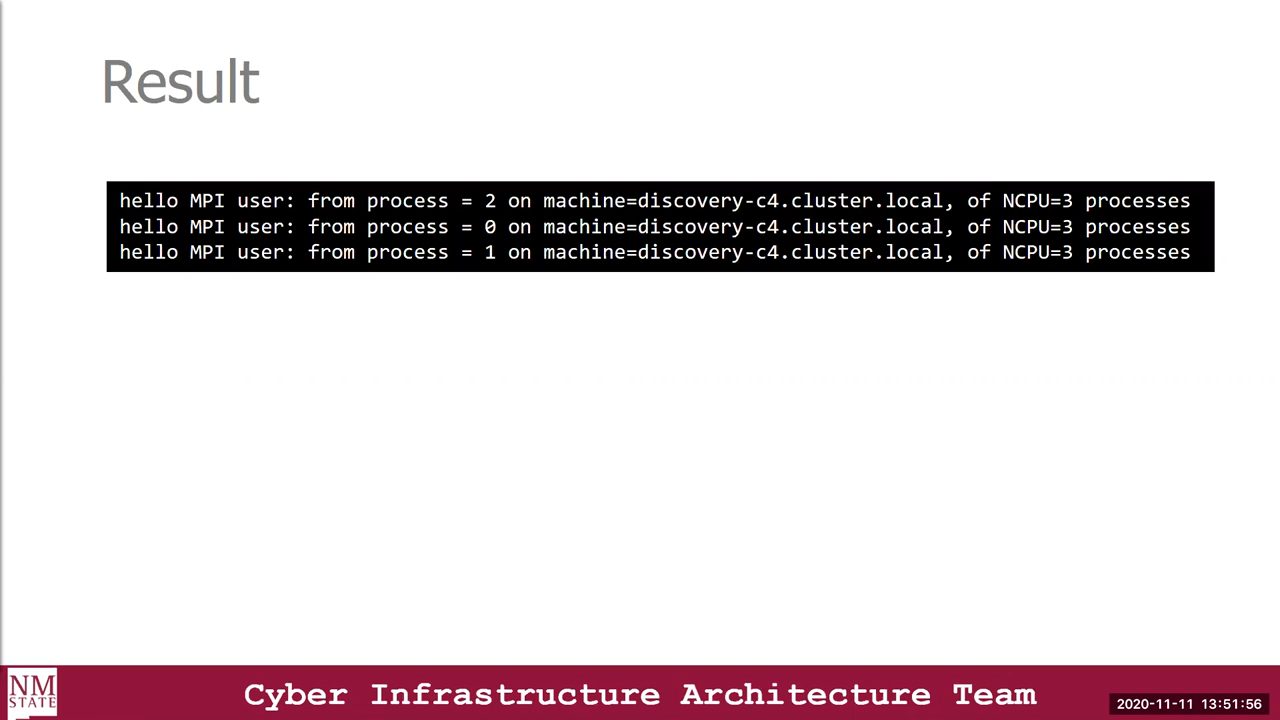 Result
hello MPI user: from process = 2 on machine=discovery-c4.cluster.local, of NCPU=3 processes
hello MPI user: from process = 0 on machine=discovery-c4.cluster.local, of NCPU=3 processes
hello MPI user: from process = 1 on machine=discovery-c4.cluster.local, of NCPU=3 processes
NM
STATE
Cyber Infrastructure Architecture Team
2020-11-11 13:51:56